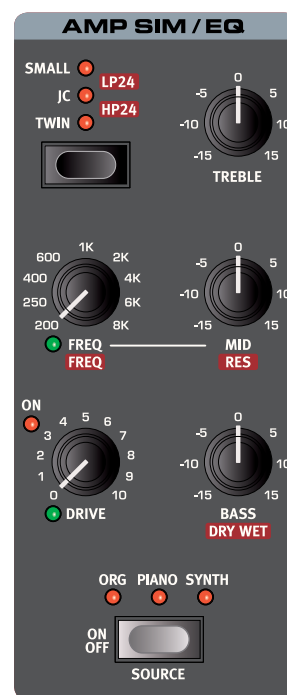 AMP SIM / EQ
SMALL
LP24
JC
HP24
TWIN
0
-5 5
-10 10
-15 15
TREBLE
1K
600 2K
400 4K
250 6K
200 8K
FREQ
FREQ
0
-5 5
-10 10
-15 15
MID
RES
ON
5
4 6
3 7
2 8
1 9
0 10
DRIVE
0
-5 5
-10 10
-15 15
BASS
DRY WET
ORG PIANO SYNTH
ON
OFF
SOURCE